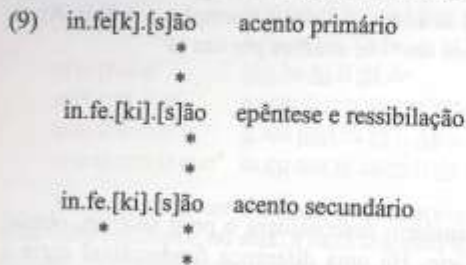 (9) in.fe[k].[s]ão acento primário
*
*
in.fe.[ki].[s]ão epêntese e ressibilação
*
*
in.fe.[ki].[s]ão acento secundário
* *
*